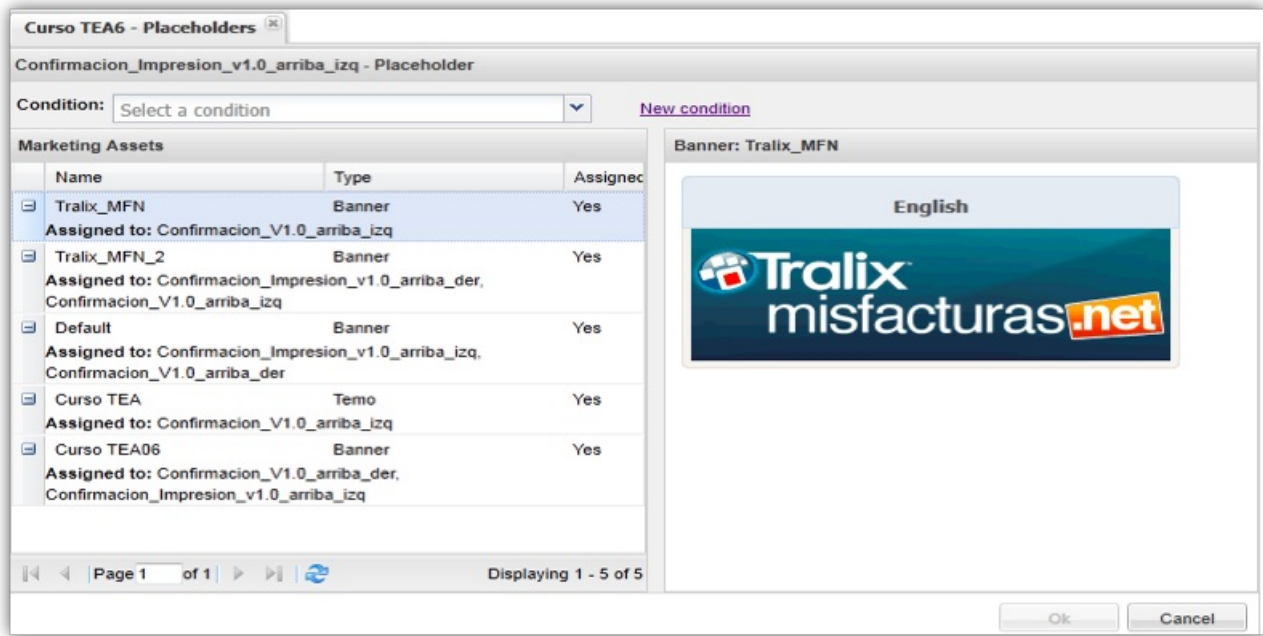 Curso TEA6 - Placeholders
Confirmacion_Impresion_v1.0_arriba_izq - Placeholder
Condition: Select a condition New condition
Marketing Assets
Name Type Assigned
Tralix_MFN Banner Yes
Assigned to: Confirmacion_V1.0_arriba_izq
Tralix_MFN_2 Banner Yes
Assigned to: Confirmacion_Impresion_v1.0_arriba_der,
Confirmacion_V1.0_arriba_izq
Default Banner Yes
Assigned to: Confirmacion_Impresion_v1.0_arriba_izq,
Confirmacion_V1.0_arriba_der
Curso TEA Temo Yes
Assigned to: Confirmacion_V1.0_arriba_izq
Curso TEA06 Banner Yes
Assigned to: Confirmacion_V1.0_arriba_der,
Confirmacion_Impresion_v1.0_arriba_izq
Page 1 of 1 Displaying 1 - 5 of 5
Banner: Tralix_MFN
English
Tralix
misfacturas.net
Ok Cancel